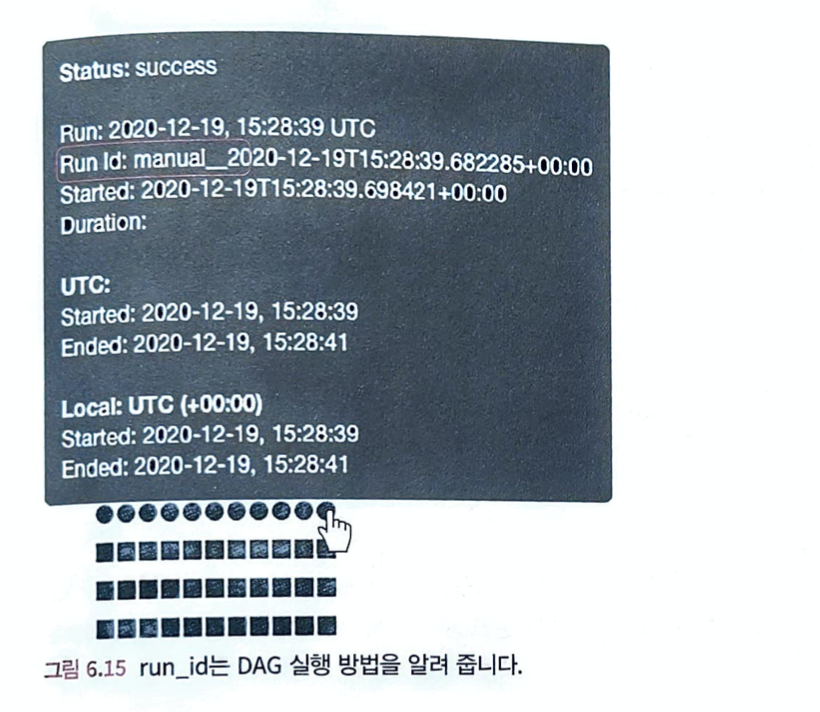 Status: success
Run: 2020-12-19, 15:28:39 UTC
Run Id: manual__2020-12-19T15:28:39.682285+00:00
Started: 2020-12-19T15:28:39.698421+00:00
Duration:
UTC:
Started: 2020-12-19, 15:28:39
Ended: 2020-12-19, 15:28:41
Local: UTC (+00:00)
Started: 2020-12-19, 15:28:39
Ended: 2020-12-19, 15:28:41
그림 6.15 run_id는 DAG 실행 방법을 알려 줍니다.